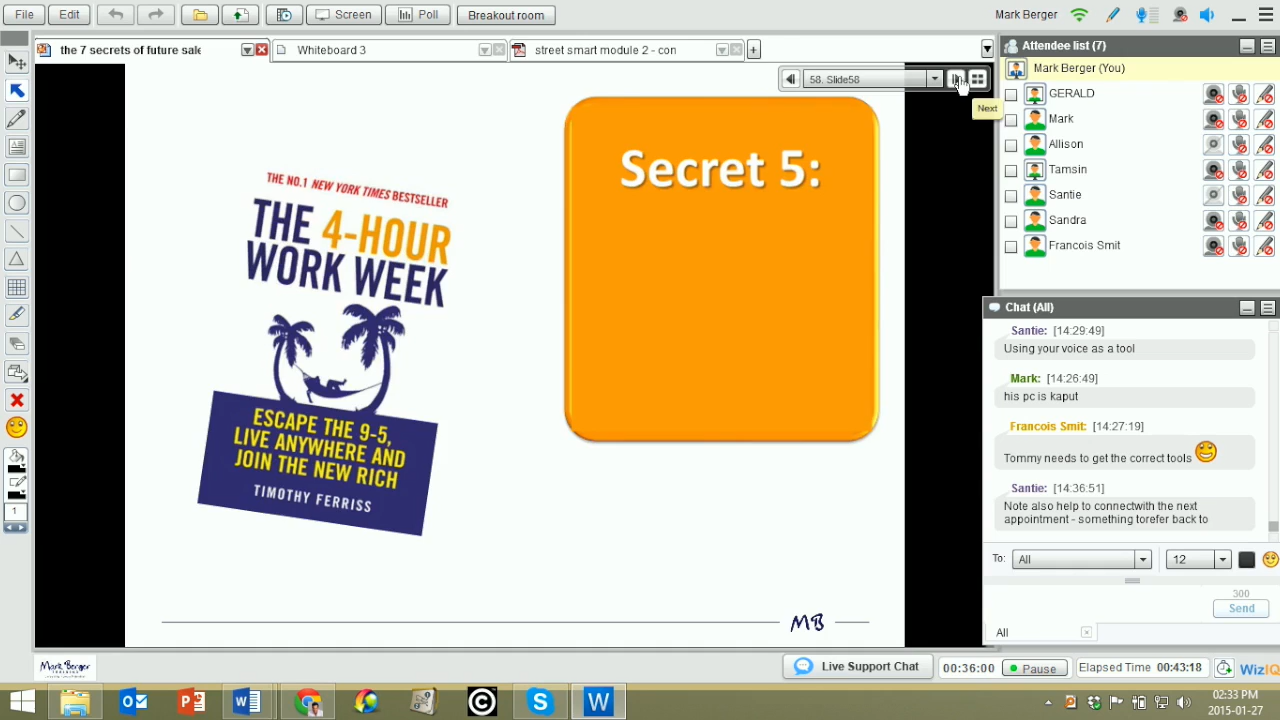 File
Edit
Screen
Poll
Breakout room
Mark Berger
the 7 secrets of future sale
Whiteboard 3
street smart module 2 - con
58. Slide58
Next
THE NO.1 NEW YORK TIMES BESTSELLER
THE 4-HOUR
WORK WEEK
ESCAPE THE 9-5,
LIVE ANYWHERE AND
JOIN THE NEW RICH
TIMOTHY FERRISS
Secret 5:
MB
Attendee list (7)
Mark Berger (You)
GERALD
Mark
Allison
Tamsin
Santie
Sandra
Francois Smit
Chat (All)
Santie: [14:29:49]
Using your voice as a tool
Mark: [14:26:49]
his pc is kaput
Francois Smit: [14:27:19]
Tommy needs to get the correct tools
Santie: [14:36:51]
Note also help to connectwith the next
appointment - something torefer back to
To: All 12
300
Send
All
1
Mark Berger
Live Support Chat
00:36:00 Pause Elapsed Time 00:43:18 WizIQ
02:33 PM
2015-01-27